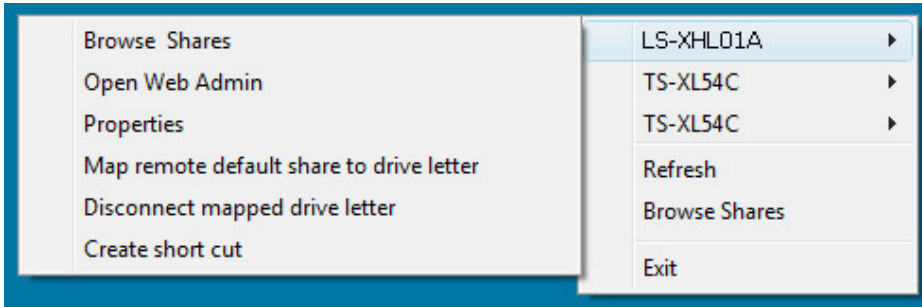 Browse Shares
Open Web Admin
Properties
Map remote default share to drive letter
Disconnect mapped drive letter
Create short cut
LS-XHL01A
TS-XL54C
TS-XL54C
Refresh
Browse Shares
Exit